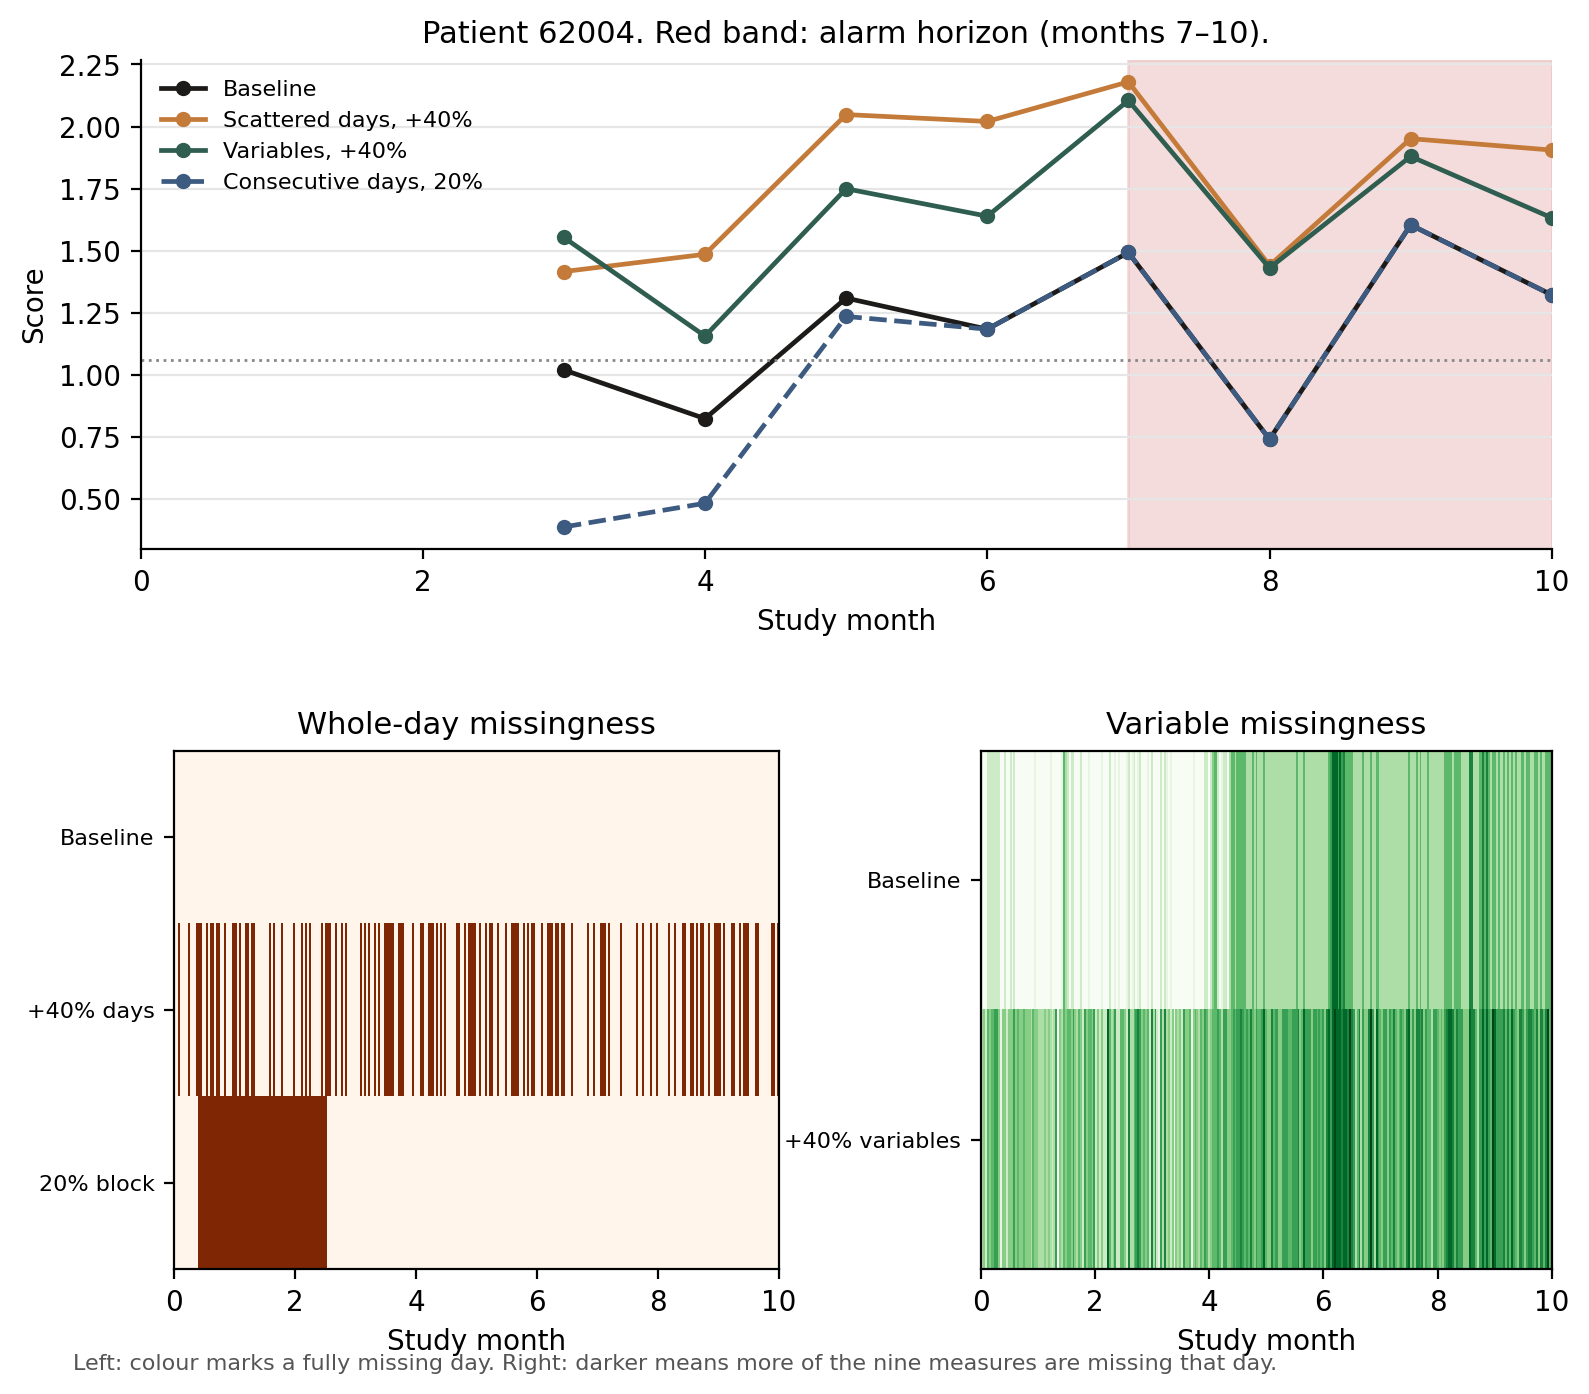 Patient 62004. Red band: alarm horizon (months 7–10).
2.25
2.00
1.75
1.50
1.25
1.00
0.75
0.50
Score
Baseline
Scattered days, +40%
Variables, +40%
Consecutive days, 20%
0 2 4 6 8 10
Study month
Whole-day missingness
Baseline
+40% days
20% block
0 2 4 6 8 10
Study month
Variable missingness
Baseline
+40% variables
0 2 4 6 8 10
Study month
Left: colour marks a fully missing day. Right: darker means more of the nine measures are missing that day.